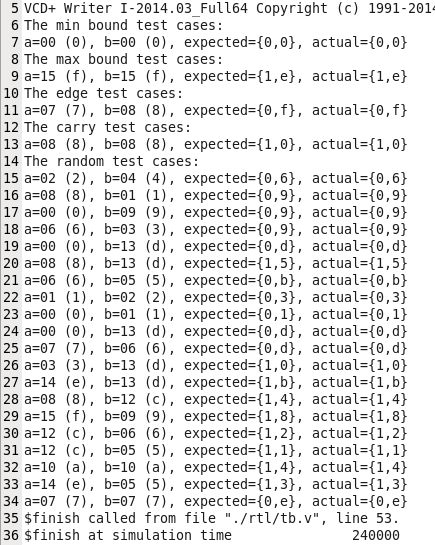 5 VCD+ Writer I-2014.03_Full64 Copyright (c) 1991-2014
6 The min bound test cases:
7 a=00 (0), b=00 (0), expected={0,0}, actual={0,0}
8 The max bound test cases:
9 a=15 (f), b=15 (f), expected={1,e}, actual={1,e}
10 The edge test cases:
11 a=07 (7), b=08 (8), expected={0,f}, actual={0,f}
12 The carry test cases:
13 a=08 (8), b=08 (8), expected={1,0}, actual={1,0}
14 The random test cases:
15 a=02 (2), b=04 (4), expected={0,6}, actual={0,6}
16 a=08 (8), b=01 (1), expected={0,9}, actual={0,9}
17 a=00 (0), b=09 (9), expected={0,9}, actual={0,9}
18 a=06 (6), b=03 (3), expected={0,9}, actual={0,9}
19 a=00 (0), b=13 (d), expected={0,d}, actual={0,d}
20 a=08 (8), b=13 (d), expected={1,5}, actual={1,5}
21 a=06 (6), b=05 (5), expected={0,b}, actual={0,b}
22 a=01 (1), b=02 (2), expected={0,3}, actual={0,3}
23 a=00 (0), b=01 (1), expected={0,1}, actual={0,1}
24 a=00 (0), b=13 (d), expected={0,d}, actual={0,d}
25 a=07 (7), b=06 (6), expected={0,d}, actual={0,d}
26 a=03 (3), b=13 (d), expected={1,0}, actual={1,0}
27 a=14 (e), b=13 (d), expected={1,b}, actual={1,b}
28 a=08 (8), b=12 (c), expected={1,4}, actual={1,4}
29 a=15 (f), b=09 (9), expected={1,8}, actual={1,8}
30 a=12 (c), b=06 (6), expected={1,2}, actual={1,2}
31 a=12 (c), b=05 (5), expected={1,1}, actual={1,1}
32 a=10 (a), b=10 (a), expected={1,4}, actual={1,4}
33 a=14 (e), b=05 (5), expected={1,3}, actual={1,3}
34 a=07 (7), b=07 (7), expected={0,e}, actual={0,e}
35 $finish called from file "./rtl/tb.v", line 53.
36 $finish at simulation time 240000